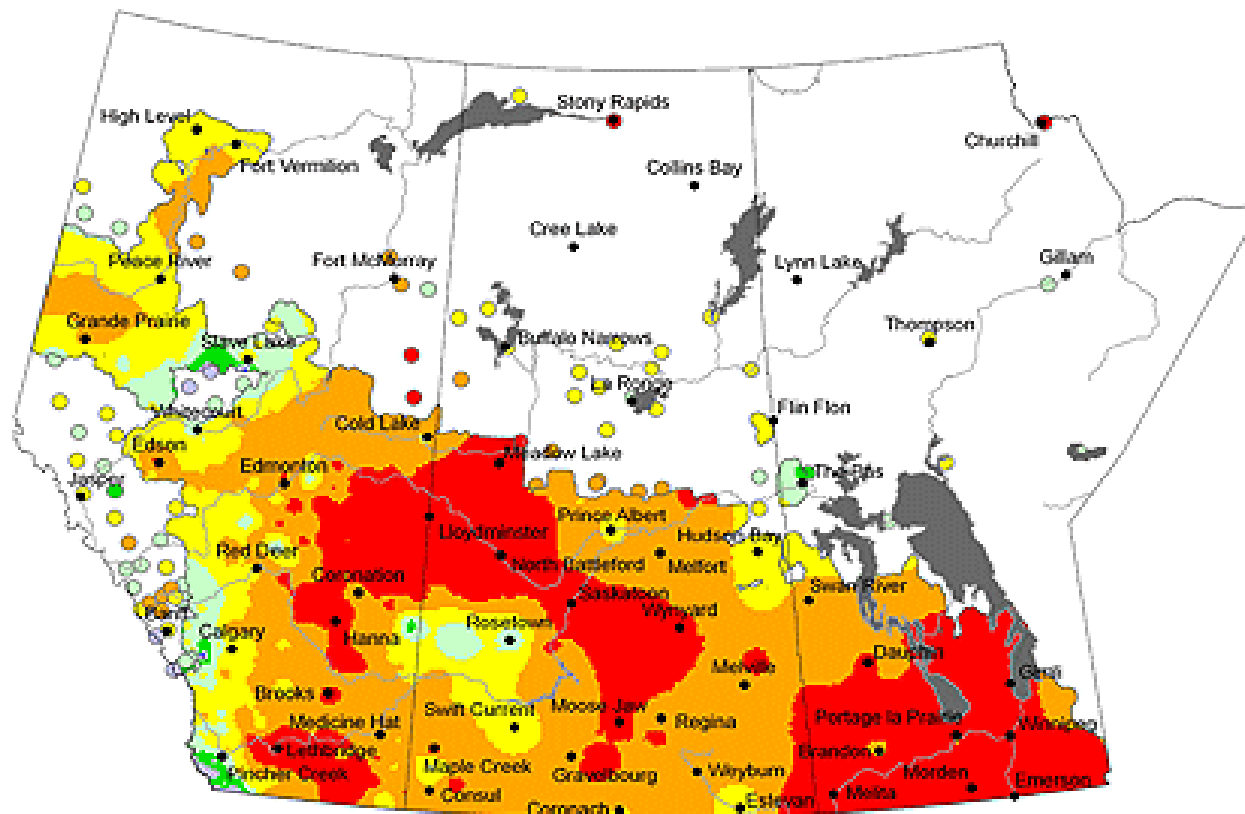 Stony Rapids
High Level
Churchill
Fort Vermilion
Collins Bay
Cree Lake
Peace River
Fort McMurray
Lynn Lake
Gillam
Grande Prairie
Slave Lake
Buffalo Narrows
Thompson
La Ronge
Whitecourt
Cold Lake
Flin Flon
Edson
Edmonton
Meadow Lake
The Pas
Jasper
Prince Albert
Lloydminster
Hudson Bay
Red Deer
North Battleford
Melfort
Coronation
Saskatoon
Swan River
Banff
Wynyard
Calgary
Hanna
Rosetown
Dauphin
Melville
Gimli
Brooks
Swift Current
Moose Jaw
Medicine Hat
Regina
Portage la Prairie
Winnipeg
Lethbridge
Brandon
Pincher Creek
Maple Creek
Gravelbourg
Weyburn
Morden
Emerson
Consul
Melita
Coronach
Estevan